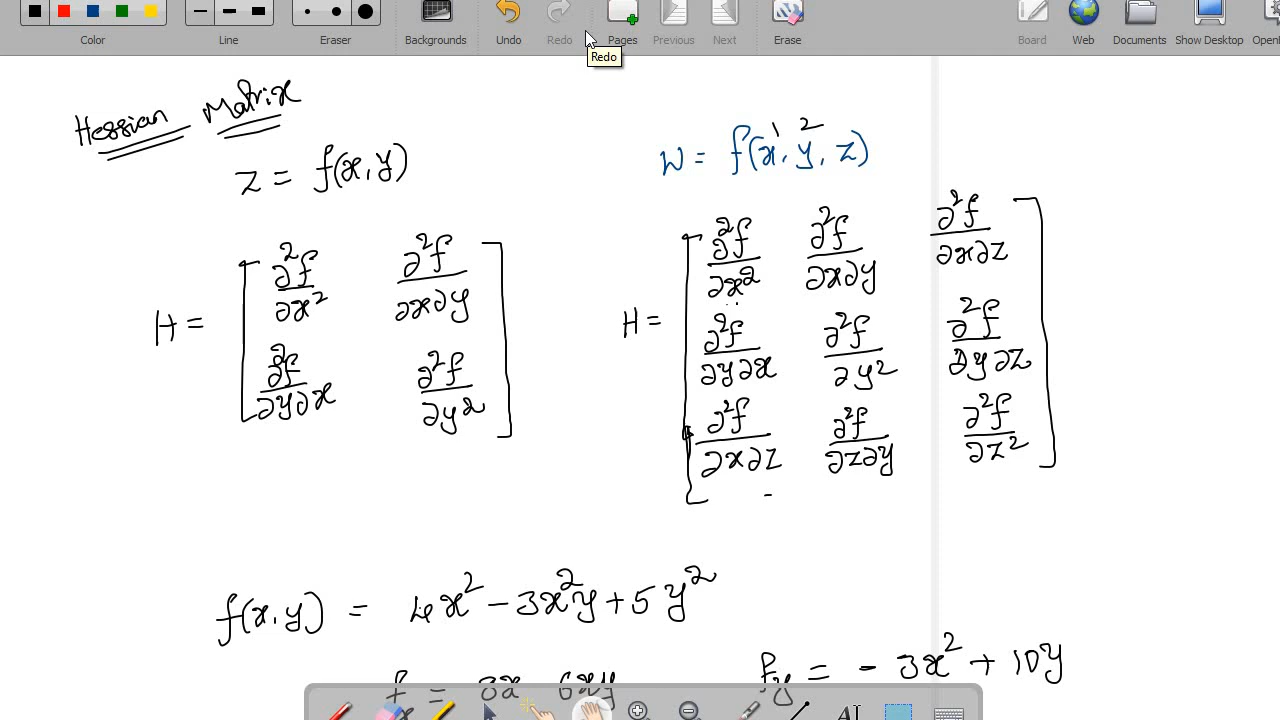 Color Line Eraser Backgrounds Undo Redo Pages Previous Next Erase Board Web Documents Show Desktop
Redo
Hessian Matrix
z = f(x,y)
H = [ ∂²f/∂x² ∂²f/∂x∂y
∂²f/∂y∂x ∂²f/∂y² ]
1 2
w = f(x, y, z)
H = [ ∂²f/∂x² ∂²f/∂x∂y ∂²f/∂x∂z
∂²f/∂y∂x ∂²f/∂y² ∂²f/∂y∂z
∂²f/∂x∂z ∂²f/∂z∂y ∂²f/∂z² ]
f(x,y) = 4x² - 3x²y + 5y²
fy = - 3x² + 10y